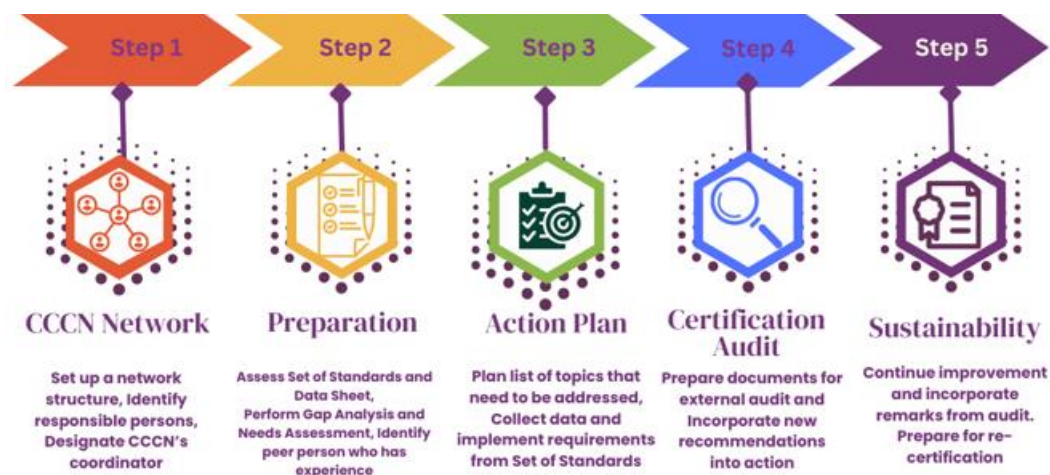 Step 1
Step 2
Step 3
Step 4
Step 5
CCCN Network
Set up a network
structure, Identify
responsible persons,
Designate CCCN's
coordinator
Preparation
Assess Set of Standards and
Data Sheet,
Perform Gap Analysis and
Needs Assessment, Identify
peer person who has
experience
Action Plan
Plan list of topics that
need to be addressed,
Collect data and
implement requirements
from Set of Standards
Certification
Audit
Prepare documents for
external audit and
Incorporate new
recommendations
into action
Sustainability
Continue improvement
and incorporate
remarks from audit.
Prepare for re-
certification